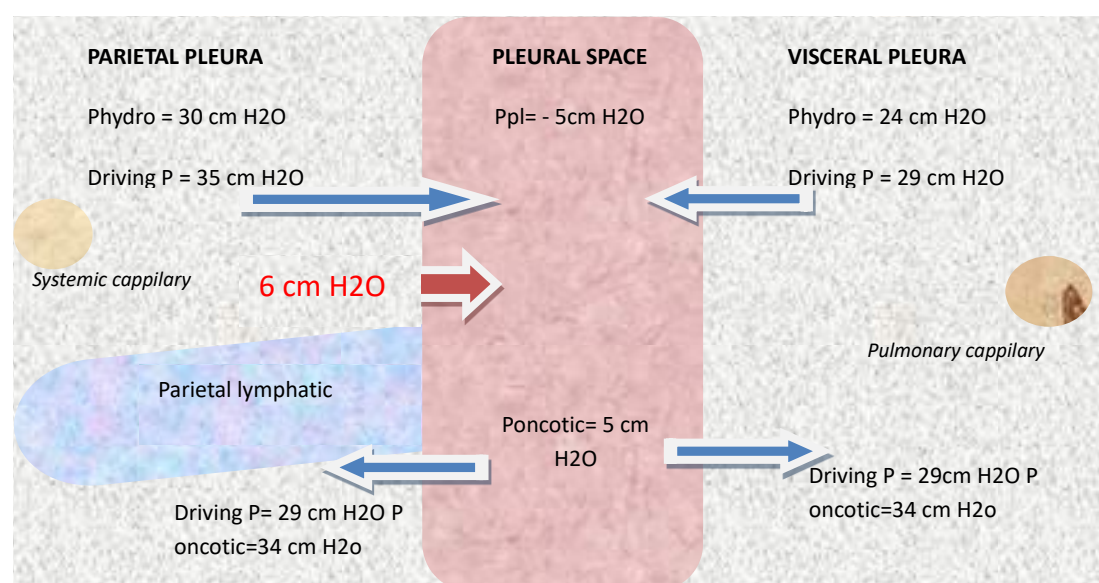 PARIETAL PLEURA
PLEURAL SPACE
VISCERAL PLEURA
Phydro = 30 cm H2O
Ppl= - 5cm H2O
Phydro = 24 cm H2O
Driving P = 35 cm H2O
Driving P = 29 cm H2O
Systemic cappilary
6 cm H2O
Pulmonary cappilary
Parietal lymphatic
Poncotic= 5 cm
H2O
Driving P = 29cm H2O P
oncotic=34 cm H2o
Driving P= 29 cm H2O P
oncotic=34 cm H2o